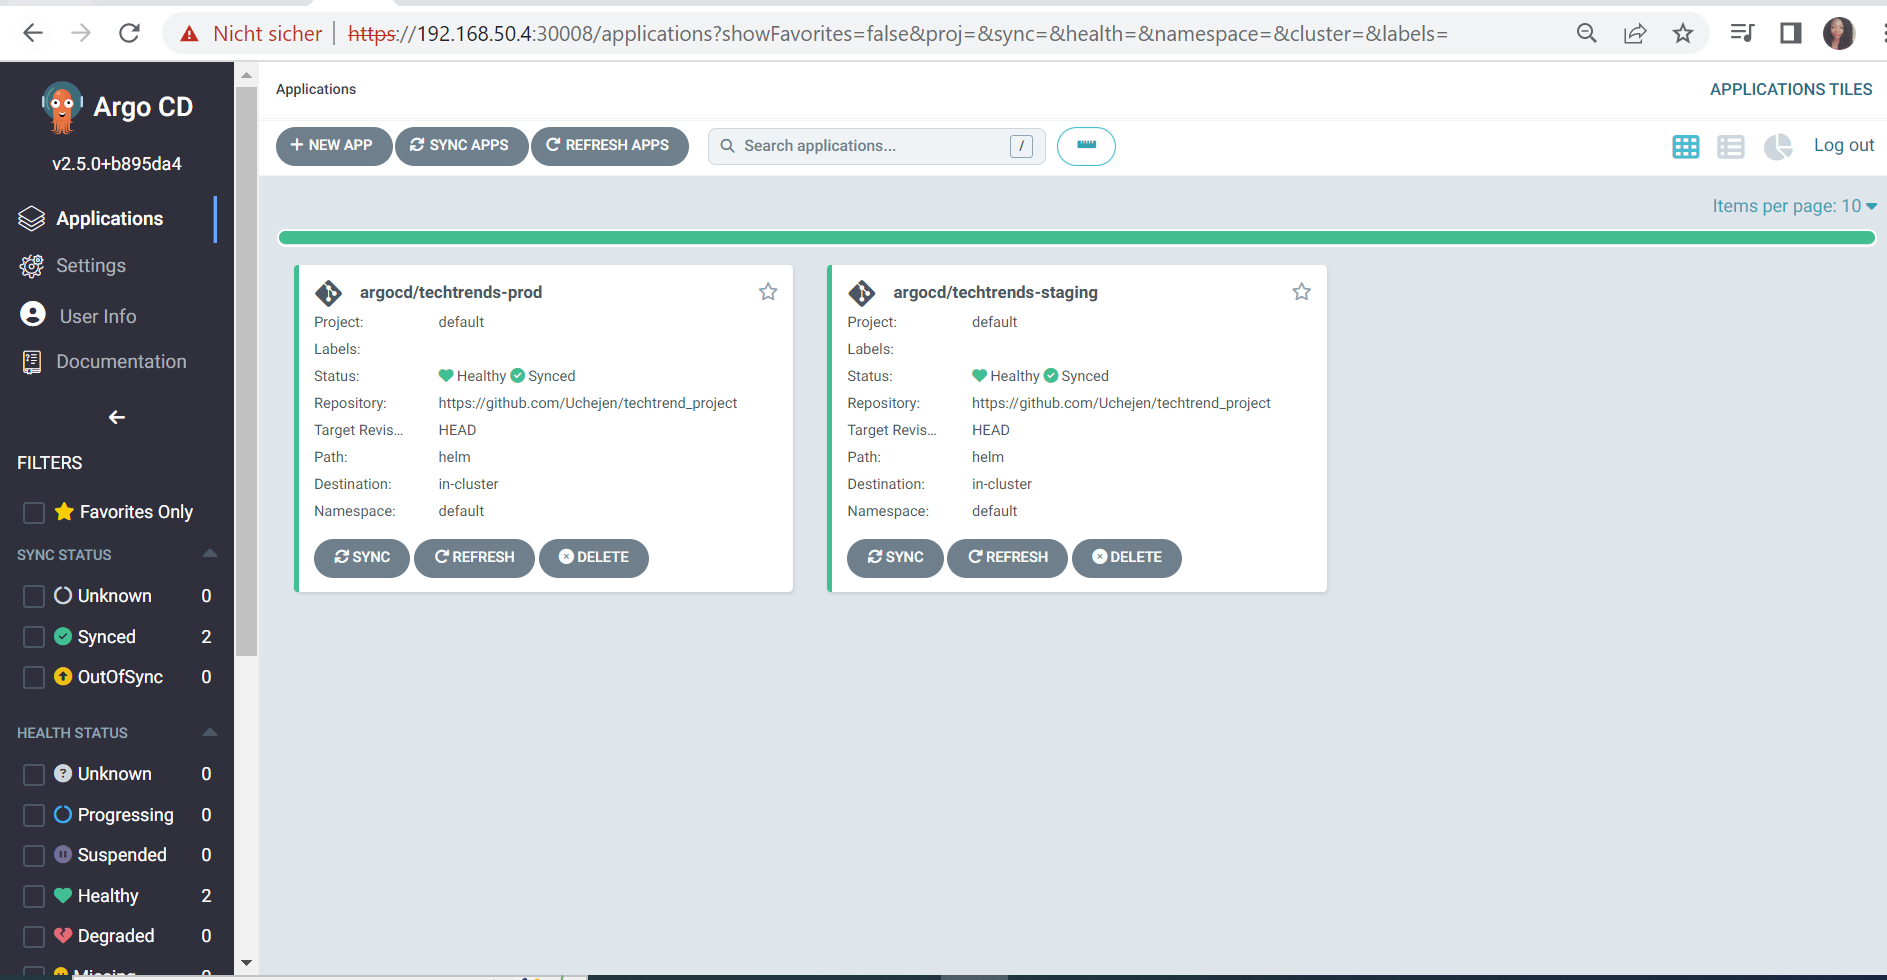 Nicht sicher https://192.168.50.4:30008/applications?showFavorites=false&proj=&sync=&health=&namespace=&cluster=&labels=
Argo CD
v2.5.0+b895da4
Applications
Settings
User Info
Documentation
FILTERS
Favorites Only
SYNC STATUS
Unknown 0
Synced 2
OutOfSync 0
HEALTH STATUS
Unknown 0
Progressing 0
Suspended 0
Healthy 2
Degraded 0
Missing 0
Applications
APPLICATIONS TILES
NEW APP SYNC APPS REFRESH APPS Search applications... / Log out
Items per page: 10
argocd/techtrends-prod
Project: default
Labels:
Status: Healthy Synced
Repository: https://github.com/Uchejen/techtrend_project
Target Revis... HEAD
Path: helm
Destination: in-cluster
Namespace: default
SYNC REFRESH DELETE
argocd/techtrends-staging
Project: default
Labels:
Status: Healthy Synced
Repository: https://github.com/Uchejen/techtrend_project
Target Revis... HEAD
Path: helm
Destination: in-cluster
Namespace: default
SYNC REFRESH DELETE